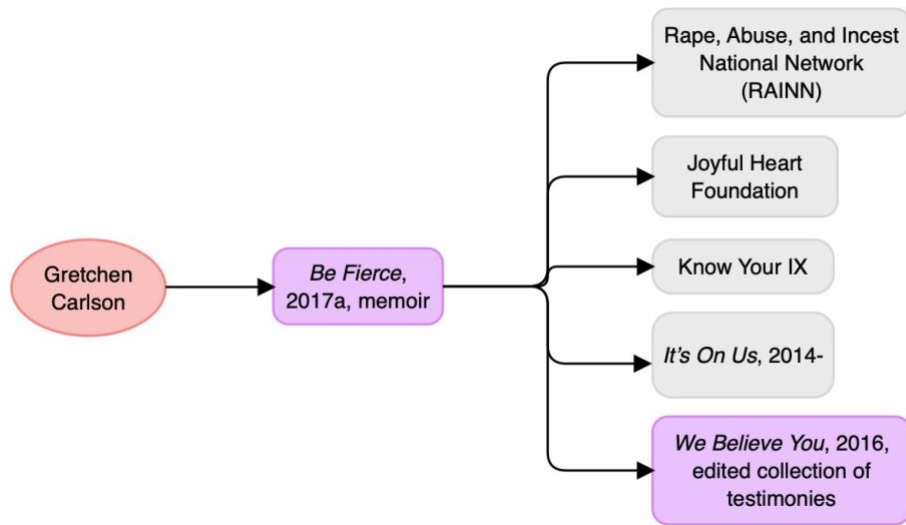 Gretchen
Carlson
Be Fierce,
2017a, memoir
Rape, Abuse, and Incest
National Network
(RAINN)
Joyful Heart
Foundation
Know Your IX
It's On Us, 2014-
We Believe You, 2016,
edited collection of
testimonies